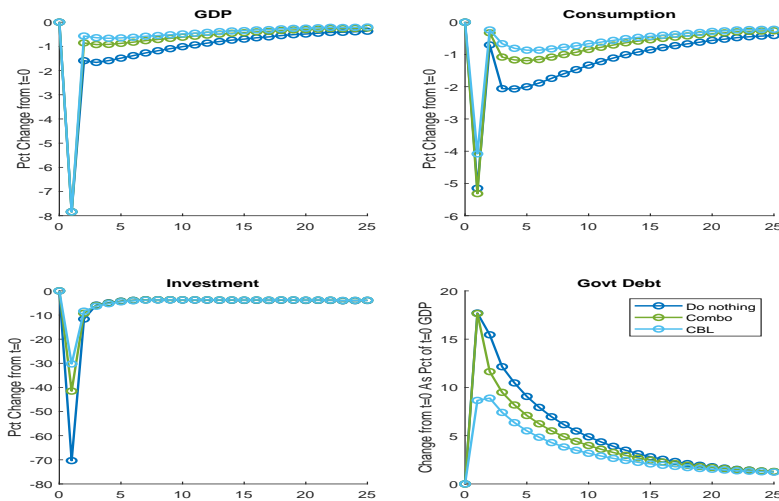 GDP
Pct Change from t=0
0
-1
-2
-3
-4
-5
-6
-7
-8
0 5 10 15 20 25
Consumption
Pct Change from t=0
0
-1
-2
-3
-4
-5
-6
0 5 10 15 20 25
Investment
Pct Change from t=0
0
-10
-20
-30
-40
-50
-60
-70
-80
0 5 10 15 20 25
Govt Debt
Change from t=0 As Pct of t=0 GDP
20
15
10
5
0
0 5 10 15 20 25
Do nothing
Combo
CBL